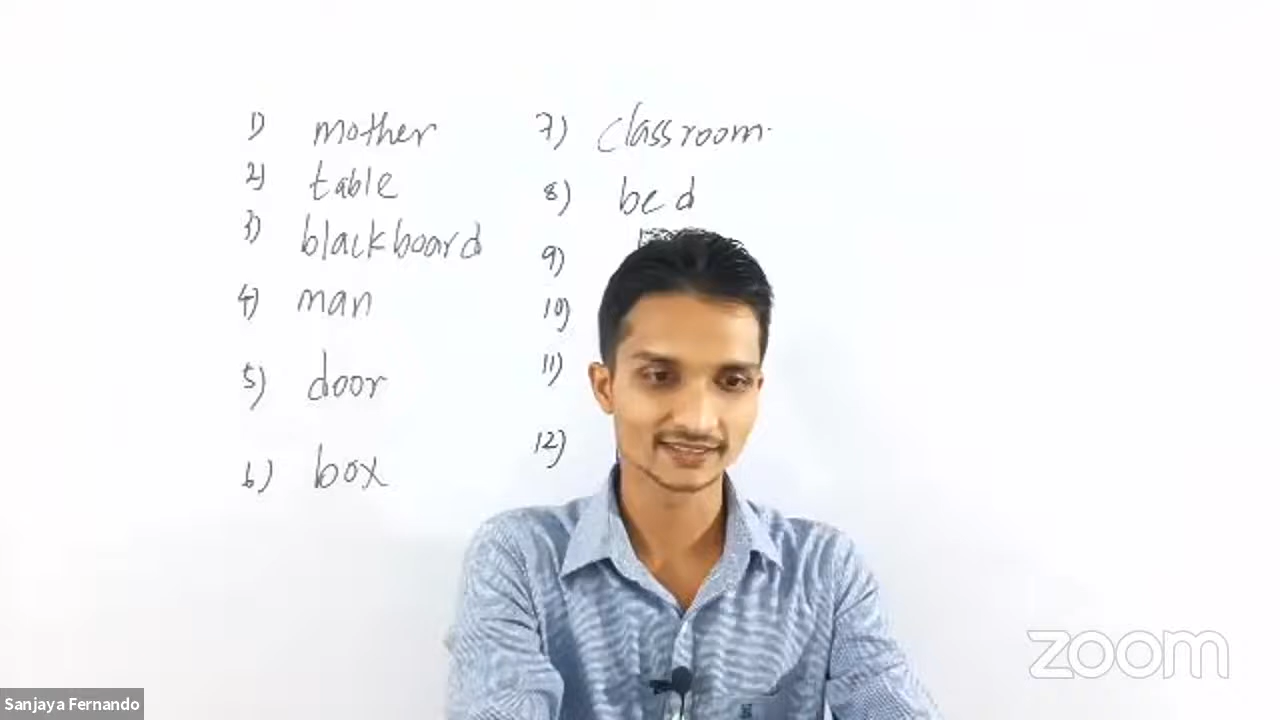 1) mother
2) table
3) blackboard
4) man
5) door
6) box
7) classroom
8) bed
9)
10)
11)
12)
zoom
Sanjaya Fernando